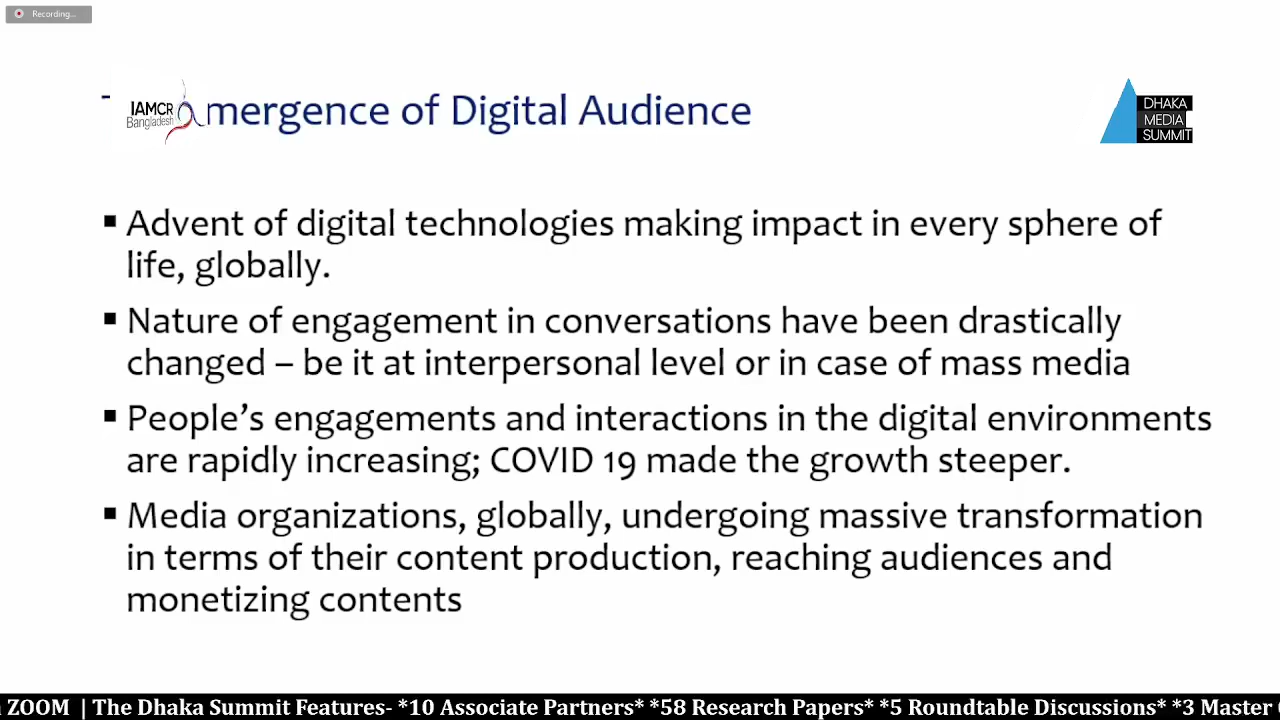 Recording...
IAMCR
Bangladesh
mergence of Digital Audience
DHAKA
MEDIA
SUMMIT
▪ Advent of digital technologies making impact in every sphere of
life, globally.
▪ Nature of engagement in conversations have been drastically
changed – be it at interpersonal level or in case of mass media
▪ People’s engagements and interactions in the digital environments
are rapidly increasing; COVID 19 made the growth steeper.
▪ Media organizations, globally, undergoing massive transformation
in terms of their content production, reaching audiences and
monetizing contents
ZOOM | The Dhaka Summit Features- *10 Associate Partners* *58 Research Papers* *5 Roundtable Discussions* *3 Master